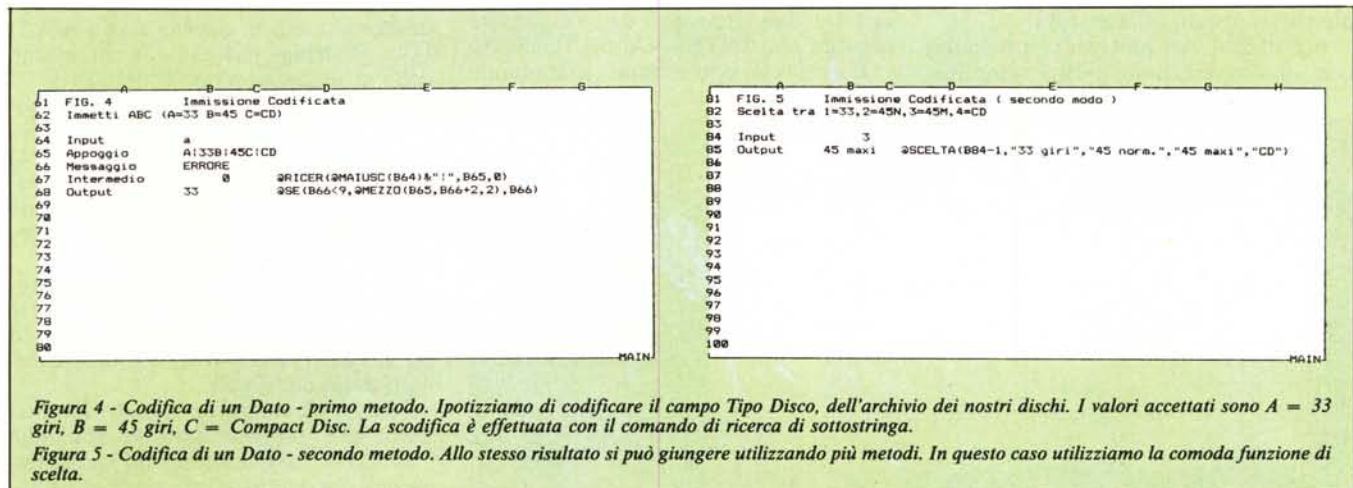 A B C D E F G
61 FIG. 4 Immissione Codificata
62 Immetti ABC (A=33 B=45 C=CD)
63
64 Input a
65 Appoggio A!33B!45C!CD
66 Messaggio ERRORE
67 Intermedio 0 @RICER(@MAIUSC(B64)&"!",B65,0)
68 Output 33 @SE(B66<9,@MEZZO(B65,B66+2,2),B66)
69
70
71
72
73
74
75
76
77
78
79
80
MAIN
A B C D E F G H
81 FIG. 5 Immissione Codificata ( secondo modo )
82 Scelta tra 1=33,2=45N,3=45M,4=CD
83
84 Input 3
85 Output 45 maxi @SCELTA(B84-1,"33 giri","45 norm.","45 maxi","CD")
86
87
88
89
90
91
92
93
94
95
96
97
98
99
100
MAIN
Figura 4 - Codifica di un Dato - primo metodo. Ipotizziamo di codificare il campo Tipo Disco, dell'archivio dei nostri dischi. I valori accettati sono A = 33
giri, B = 45 giri, C = Compact Disc. La scodifica è effettuata con il comando di ricerca di sottostringa.
Figura 5 - Codifica di un Dato - secondo metodo. Allo stesso risultato si può giungere utilizzando più metodi. In questo caso utilizziamo la comoda funzione di
scelta.